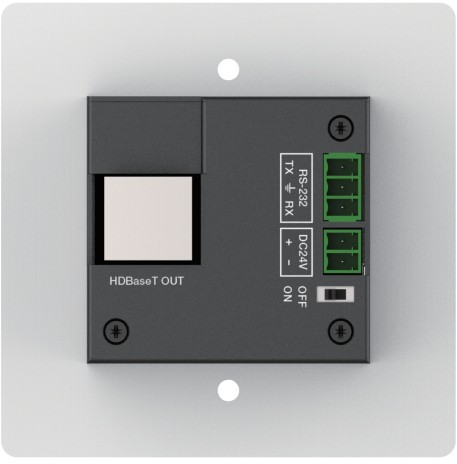 RS-232
TX ⏚ RX
DC24V
+ -
OFF
ON
HDBaseT OUT